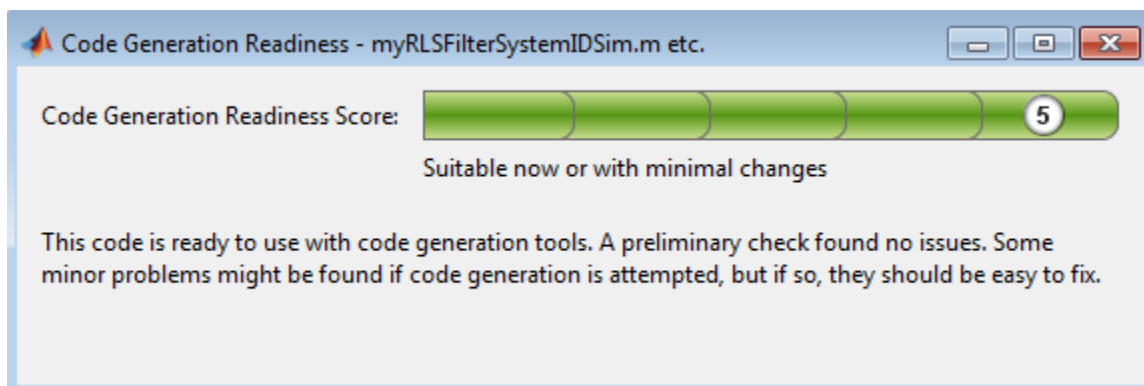 Code Generation Readiness - myRLSFilterSystemIDSim.m etc.
Code Generation Readiness Score:
5
Suitable now or with minimal changes
This code is ready to use with code generation tools. A preliminary check found no issues. Some
minor problems might be found if code generation is attempted, but if so, they should be easy to fix.